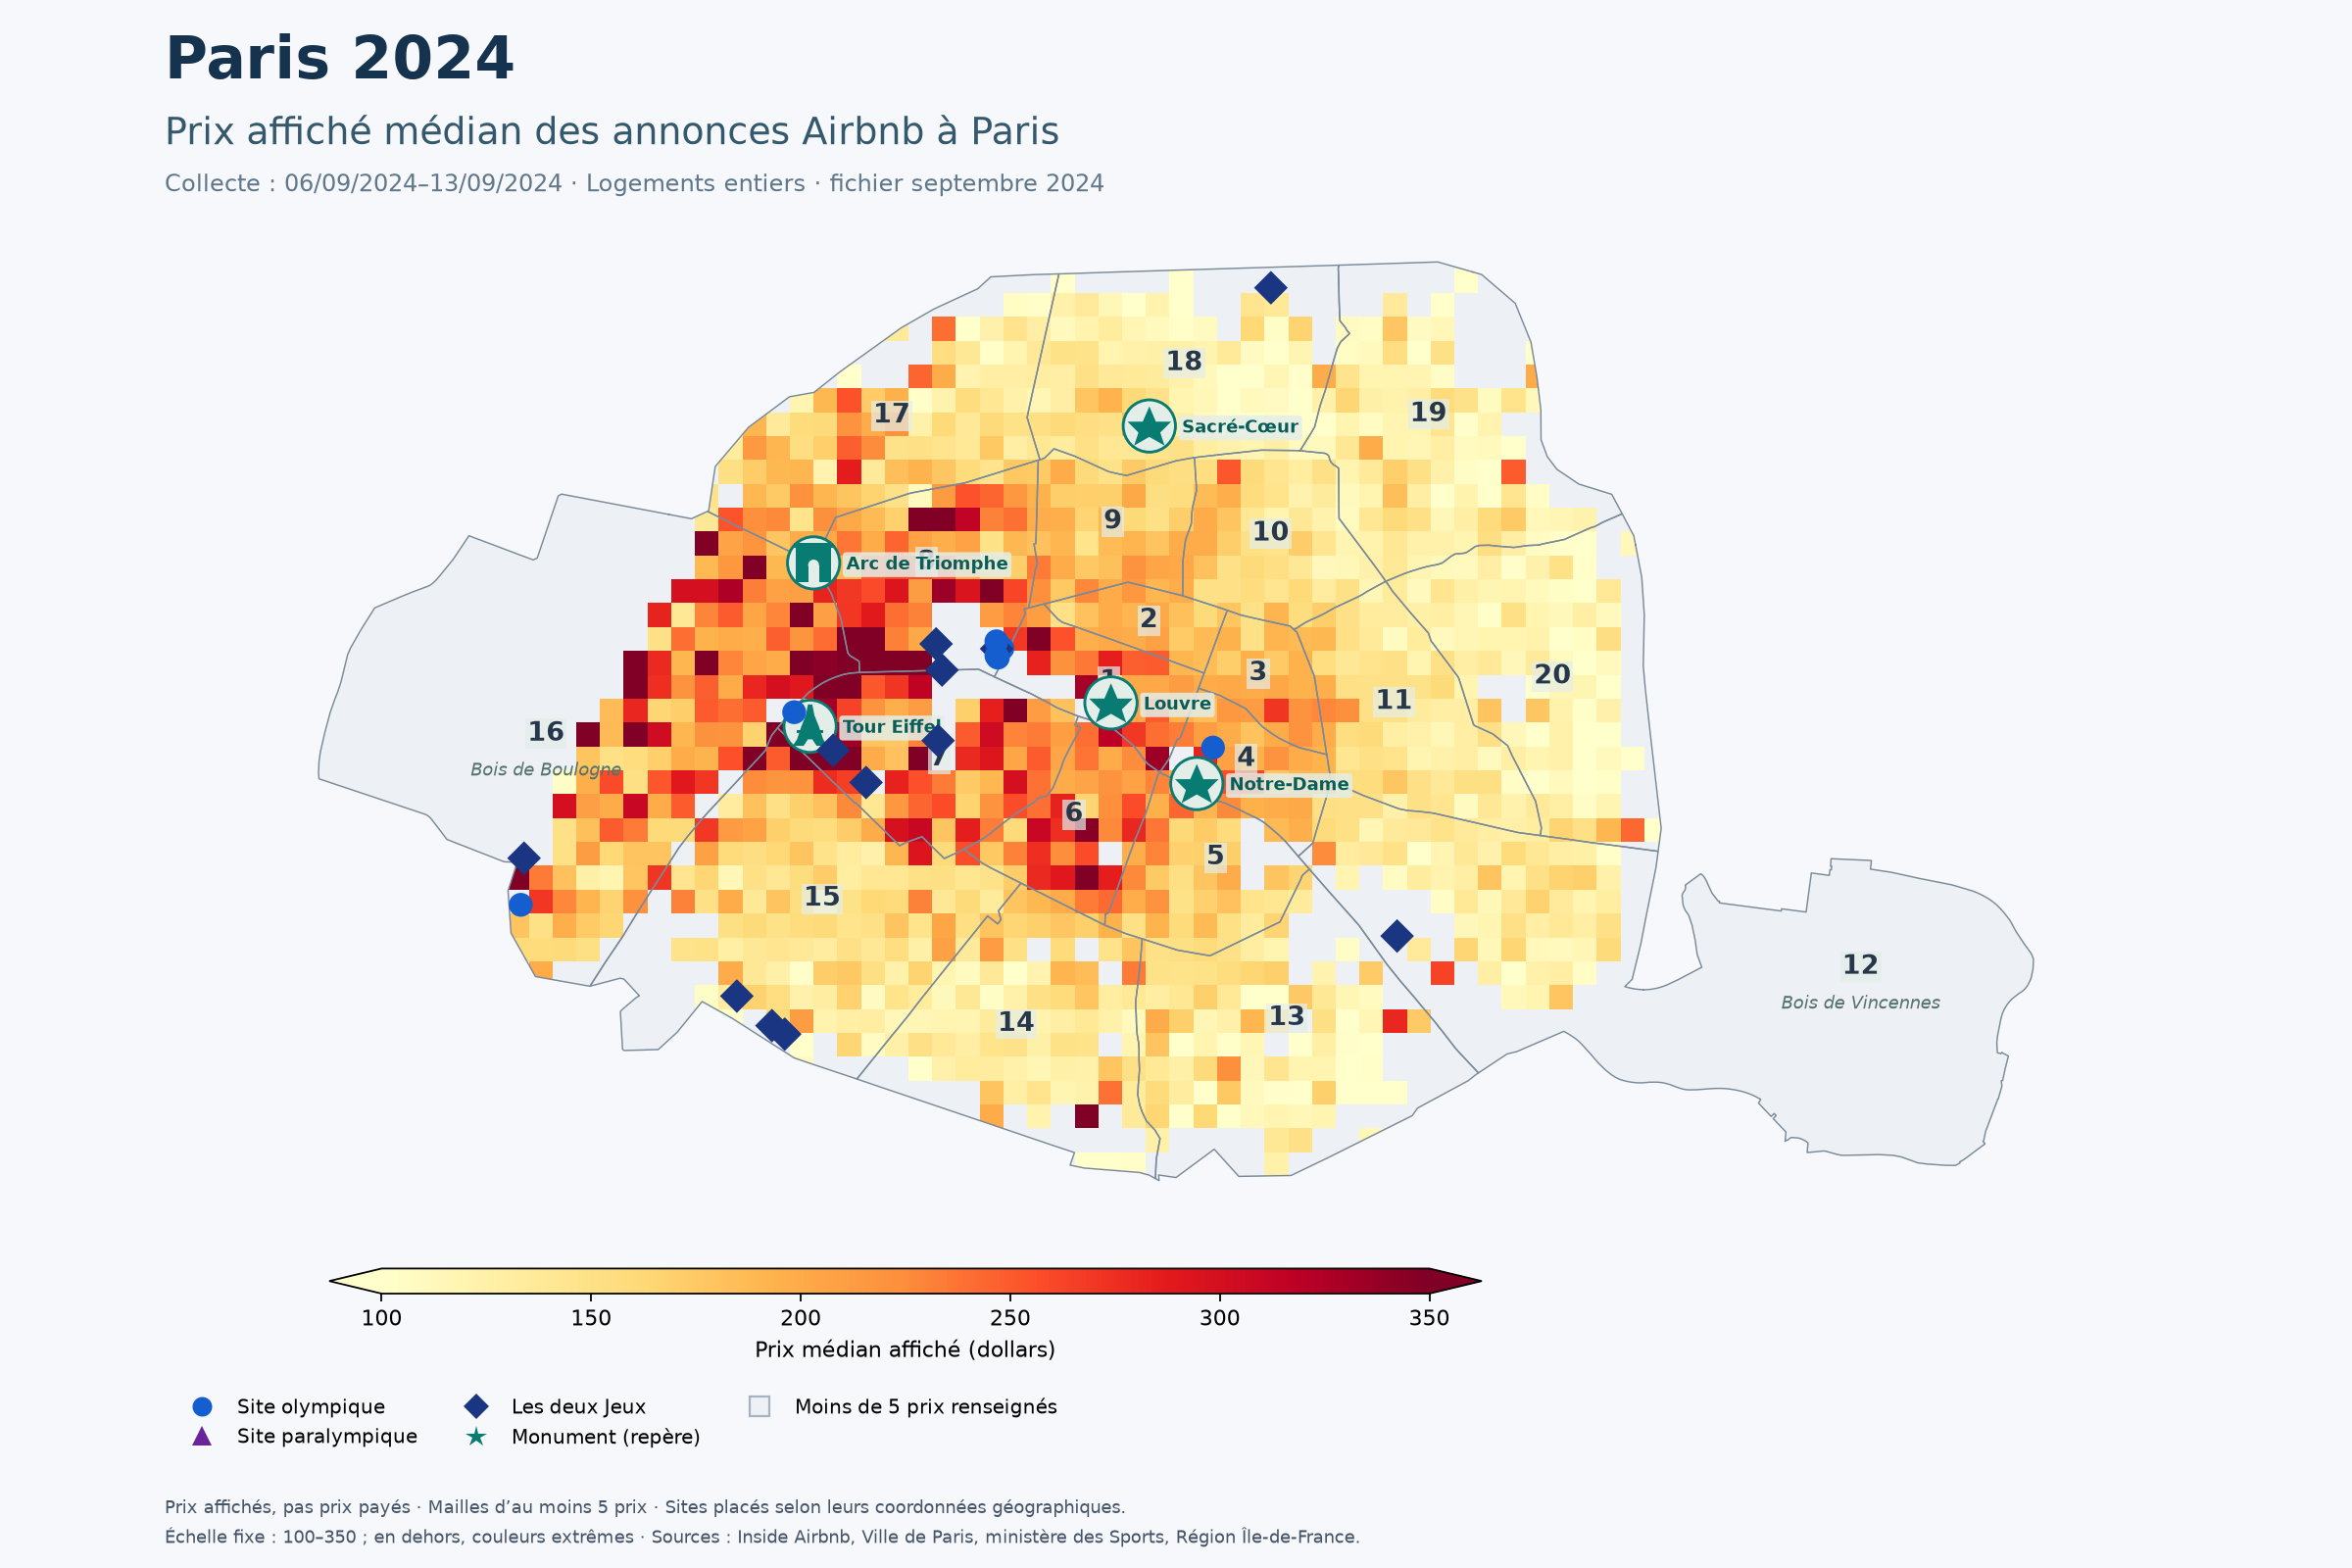 Paris 2024
Prix affiché médian des annonces Airbnb à Paris
Collecte : 06/09/2024–13/09/2024 · Logements entiers · fichier septembre 2024
18
17
19
Sacré-Cœur
9
10
Arc de Triomphe
2
3
20
11
1
Louvre
16
Tour Eiffel
7
4
Bois de Boulogne
Notre-Dame
6
5
15
12
Bois de Vincennes
14
13
100 150 200 250 300 350
Prix médian affiché (dollars)
Site olympique
Les deux Jeux
Moins de 5 prix renseignés
Site paralympique
Monument (repère)
Prix affichés, pas prix payés · Mailles d’au moins 5 prix · Sites placés selon leurs coordonnées géographiques.
Échelle fixe : 100–350 ; en dehors, couleurs extrêmes · Sources : Inside Airbnb, Ville de Paris, ministère des Sports, Région Île-de-France.